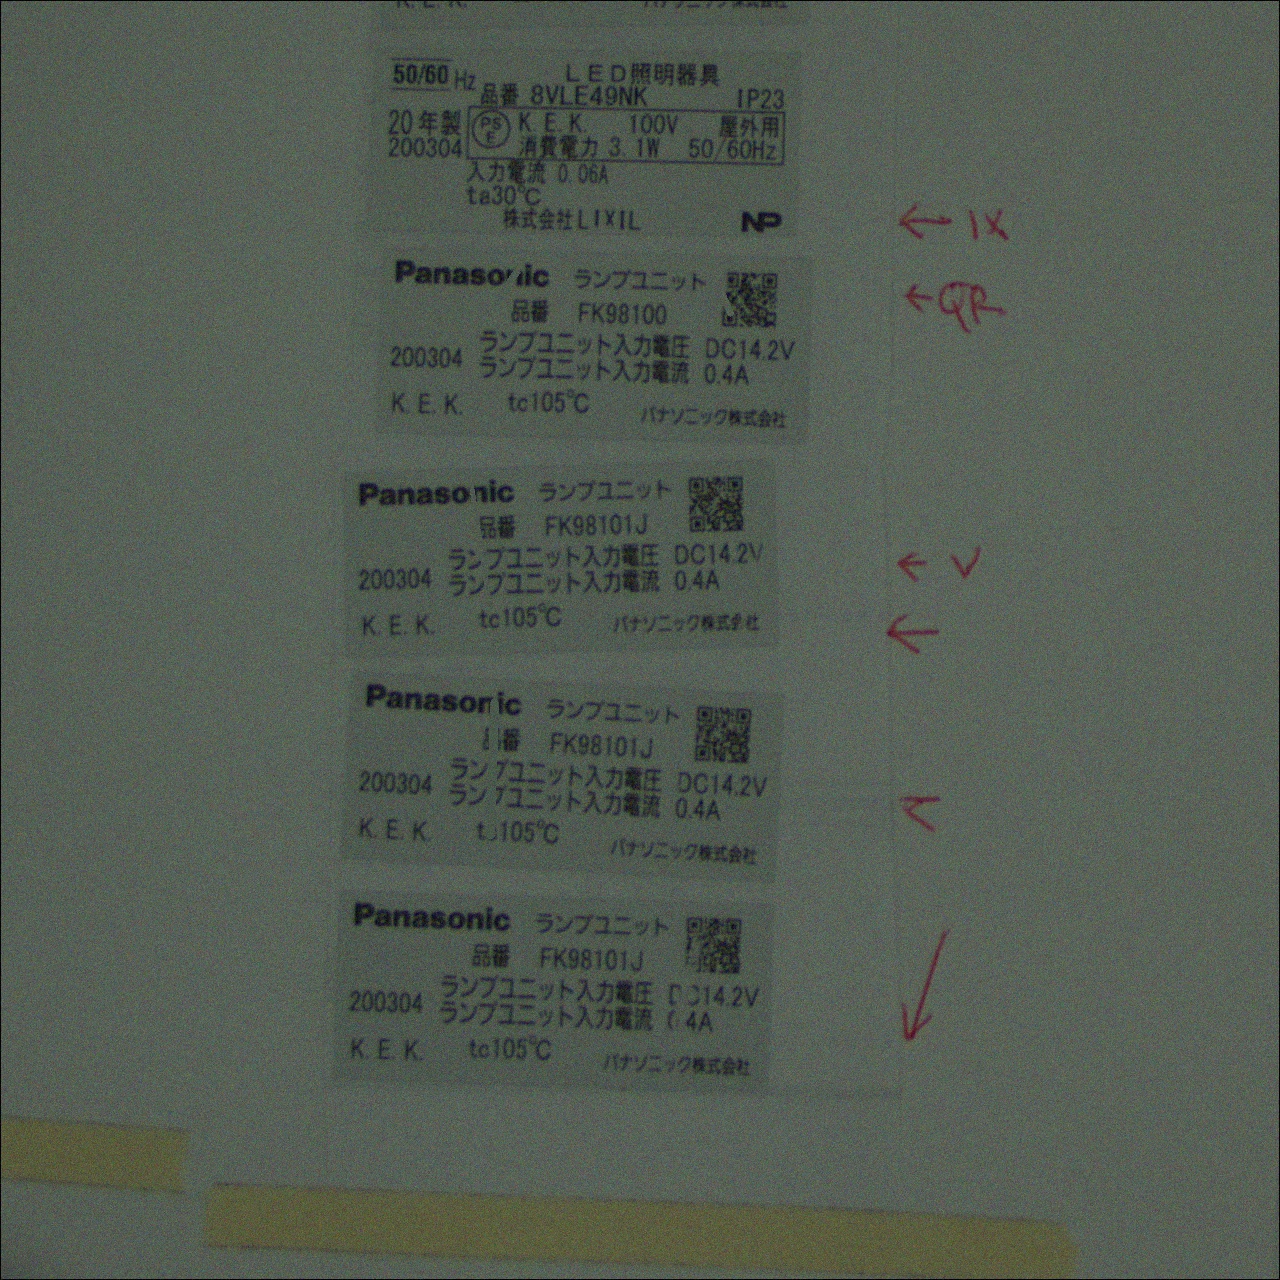 K. E. K. パナソニック株式会社
50/60 Hz LED照明器具
品番 8VLE49NK IP23
20年製 PS E K. E. K. 100V 屋外用
200304 消費電力 3.1W 50/60Hz
入力電流 0.06A
ta30℃
株式会社LIXIL NP
← IX
Panasonic ランプユニット
← QR
品番 FK98100
ランプユニット入力電圧 DC14.2V
200304 ランプユニット入力電流 0.4A
K. E. K. tc105℃ パナソニック株式会社
Panasonic ランプユニット
品番 FK98101J
ランプユニット入力電圧 DC14.2V
← V
200304 ランプユニット入力電流 0.4A
K. E. K. tc105℃ パナソニック株式会社
Panasonic ランプユニット
品番 FK98101J
ランプユニット入力電圧 DC14.2V
200304 ランプユニット入力電流 0.4A
K. E. K. tc105℃ パナソニック株式会社
Panasonic ランプユニット
品番 FK98101J
ランプユニット入力電圧 DC14.2V
200304 ランプユニット入力電流 0.4A
K. E. K. tc105℃ パナソニック株式会社